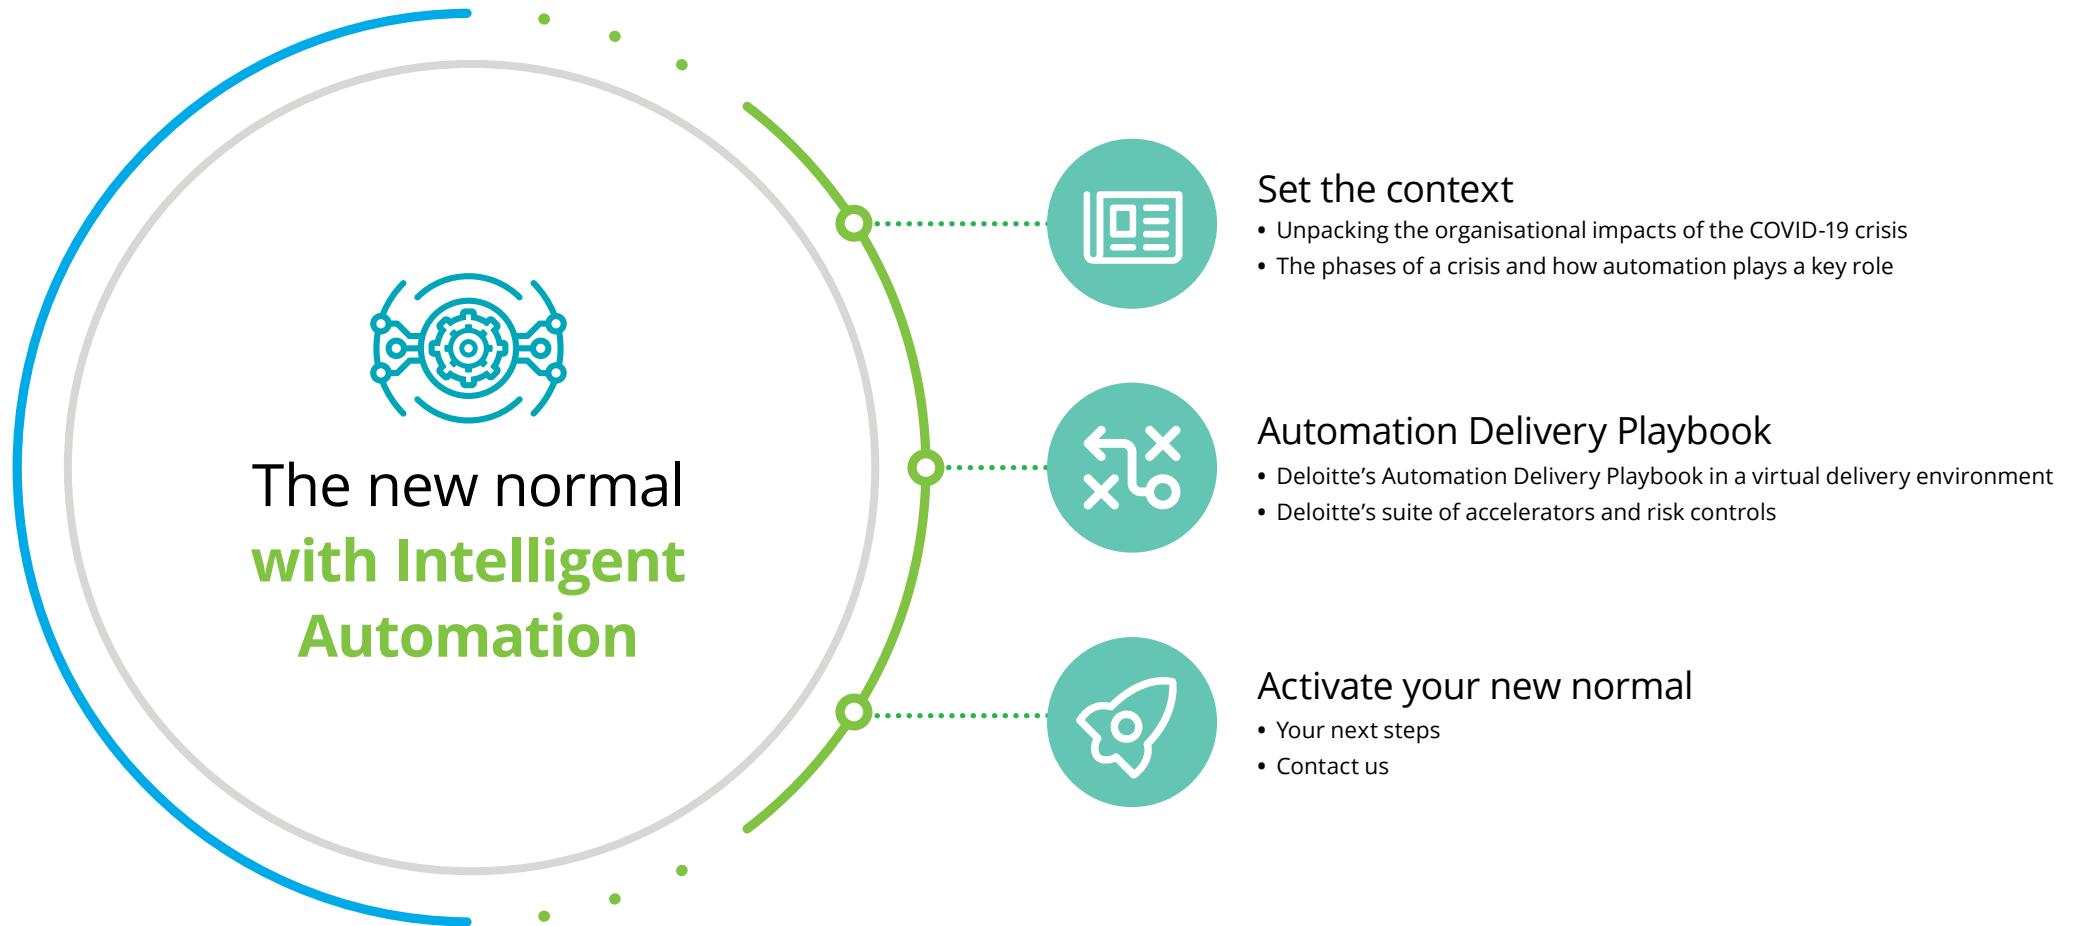 The new normal
with Intelligent
Automation
Set the context
• Unpacking the organisational impacts of the COVID-19 crisis
• The phases of a crisis and how automation plays a key role
Automation Delivery Playbook
• Deloitte’s Automation Delivery Playbook in a virtual delivery environment
• Deloitte’s suite of accelerators and risk controls
Activate your new normal
• Your next steps
• Contact us